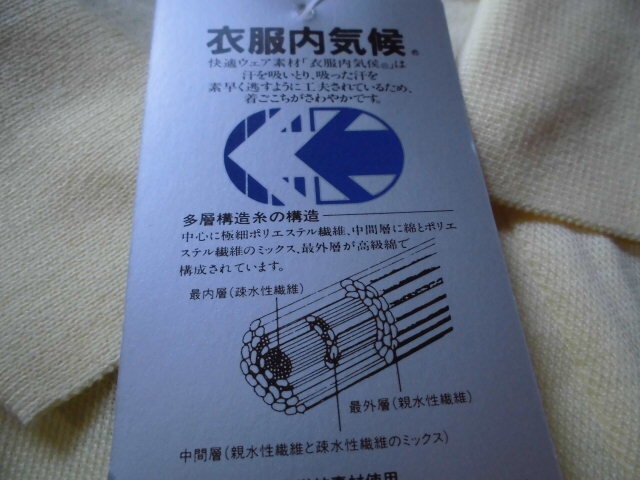 衣服内気候®
快適ウェア素材「衣服内気候®」は
汗を吸いとり、吸った汗を
素早く逃すように工夫されているため、
着ごこちがさわやかです。
多層構造糸の構造
中心に極細ポリエステル繊維、中間層に綿とポリエ
ステル繊維のミックス、最外層が高級綿で
構成されています。
最内層(疎水性繊維)
最外層(親水性繊維)
中間層(親水性繊維と疎水性繊維のミックス)
素材使用